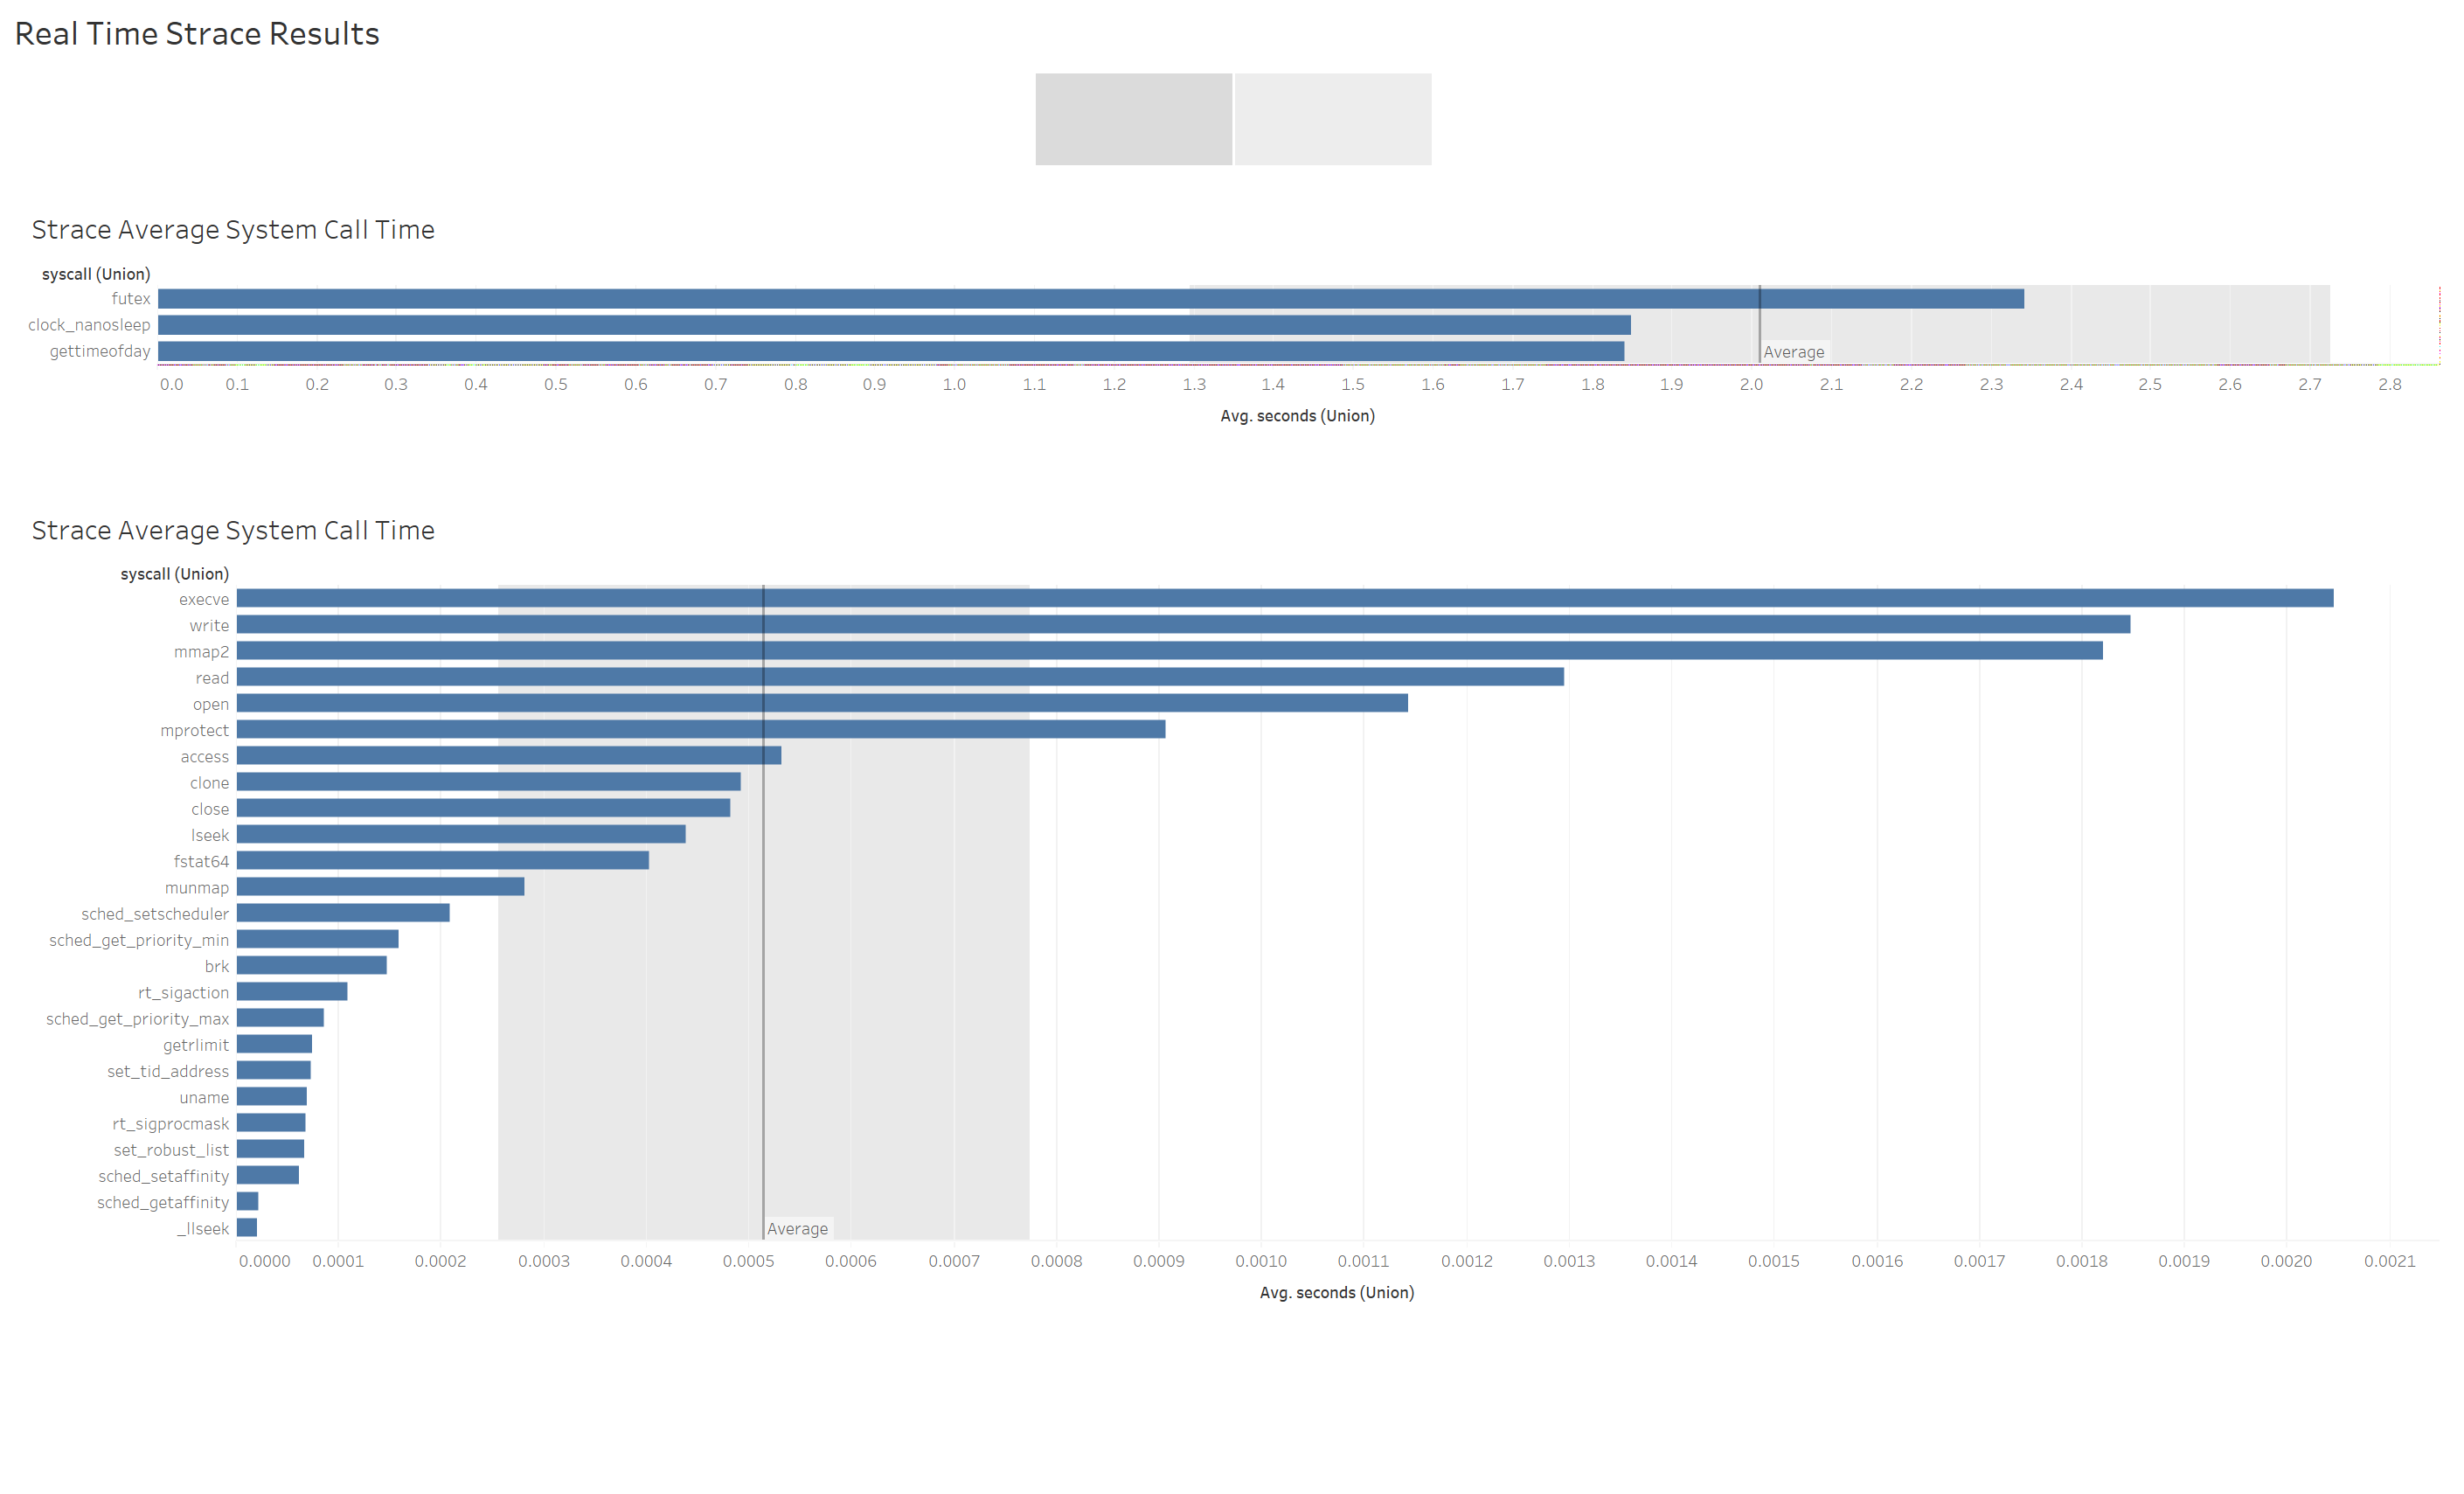 Real Time Strace Results
Strace Average System Call Time
syscall (Union)
futex
clock_nanosleep
gettimeofday
Average
0.0 0.1 0.2 0.3 0.4 0.5 0.6 0.7 0.8 0.9 1.0 1.1 1.2 1.3 1.4 1.5 1.6 1.7 1.8 1.9 2.0 2.1 2.2 2.3 2.4 2.5 2.6 2.7 2.8
Avg. seconds (Union)
Strace Average System Call Time
syscall (Union)
execve
write
mmap2
read
open
mprotect
access
clone
close
lseek
fstat64
munmap
sched_setscheduler
sched_get_priority_min
brk
rt_sigaction
sched_get_priority_max
getrlimit
set_tid_address
uname
rt_sigprocmask
set_robust_list
sched_setaffinity
sched_getaffinity
_llseek
Average
0.0000 0.0001 0.0002 0.0003 0.0004 0.0005 0.0006 0.0007 0.0008 0.0009 0.0010 0.0011 0.0012 0.0013 0.0014 0.0015 0.0016 0.0017 0.0018 0.0019 0.0020 0.0021
Avg. seconds (Union)